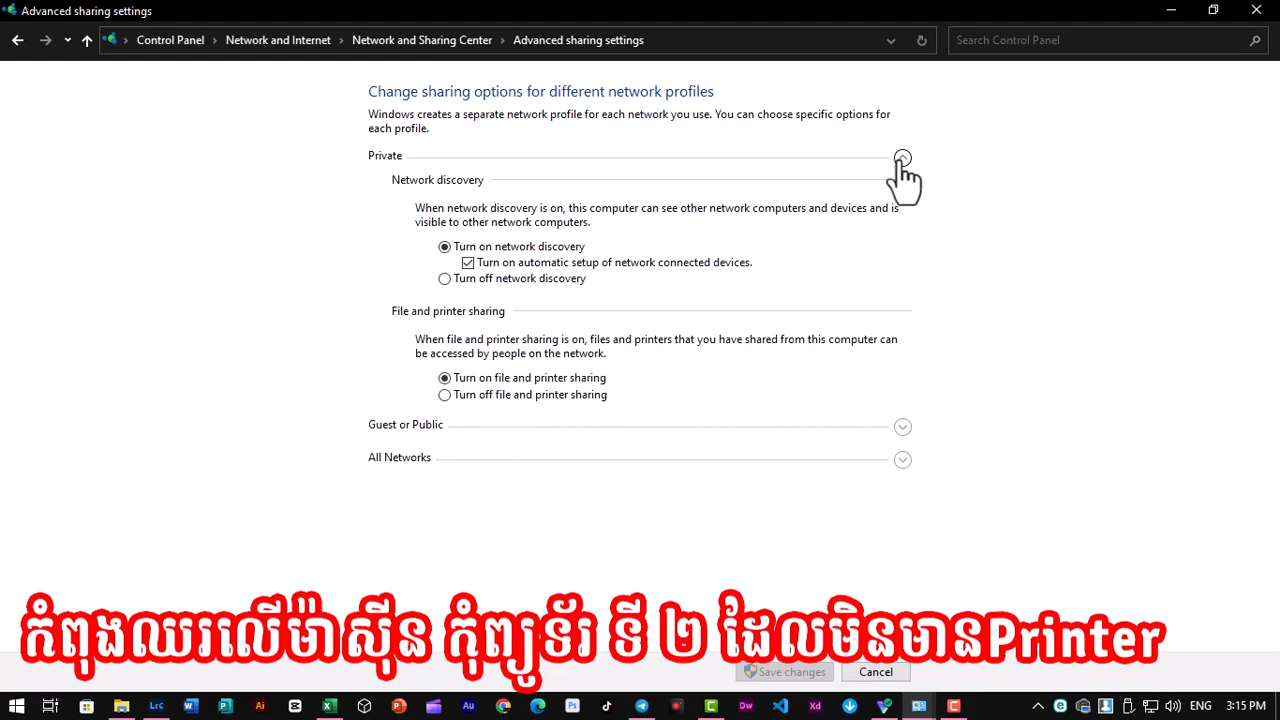 Advanced sharing settings
Control Panel > Network and Internet > Network and Sharing Center > Advanced sharing settings
Search Control Panel
Change sharing options for different network profiles
Windows creates a separate network profile for each network you use. You can choose specific options for
each profile.
Private
Network discovery
When network discovery is on, this computer can see other network computers and devices and is
visible to other network computers.
Turn on network discovery
Turn on automatic setup of network connected devices.
Turn off network discovery
File and printer sharing
When file and printer sharing is on, files and printers that you have shared from this computer can
be accessed by people on the network.
Turn on file and printer sharing
Turn off file and printer sharing
Guest or Public
All Networks
កំពុងឈរលើម៉ាស៊ីន កុំព្យូទ័រ ទី ២ ដែលមិនមានPrinter
Save changes
Cancel
Lrc
Ai
Au
Ps
Dw
Xd
ENG
3:15 PM